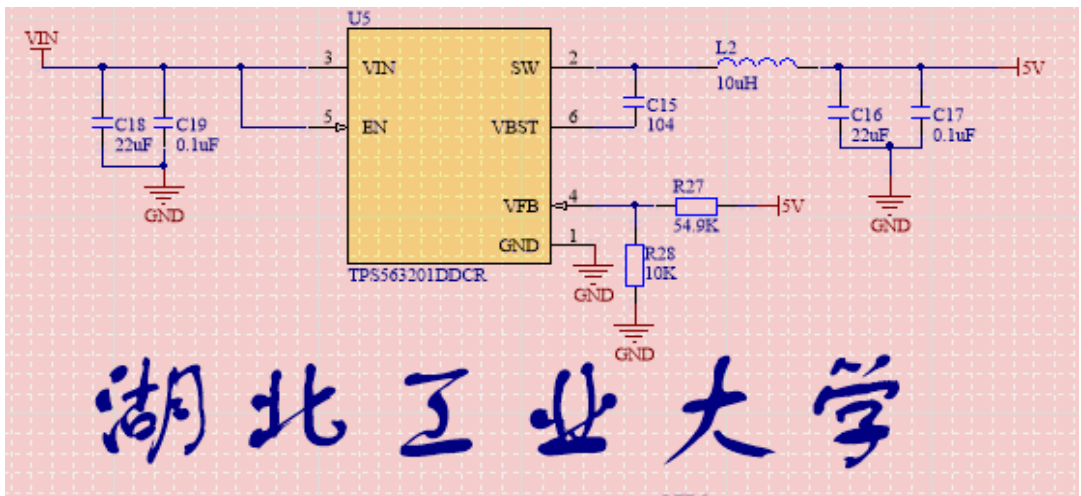 U5
VIN
3 VIN SW 2
L2
10uH
5V
5 EN VBST 6
C18
22uF
C19
0.1uF
C15
104
C16
22uF
C17
0.1uF
GND
VFB 4
R27
54.9K
5V
GND
GND 1
R28
10K
TPS563201DDCR
GND
GND
湖北工业大学